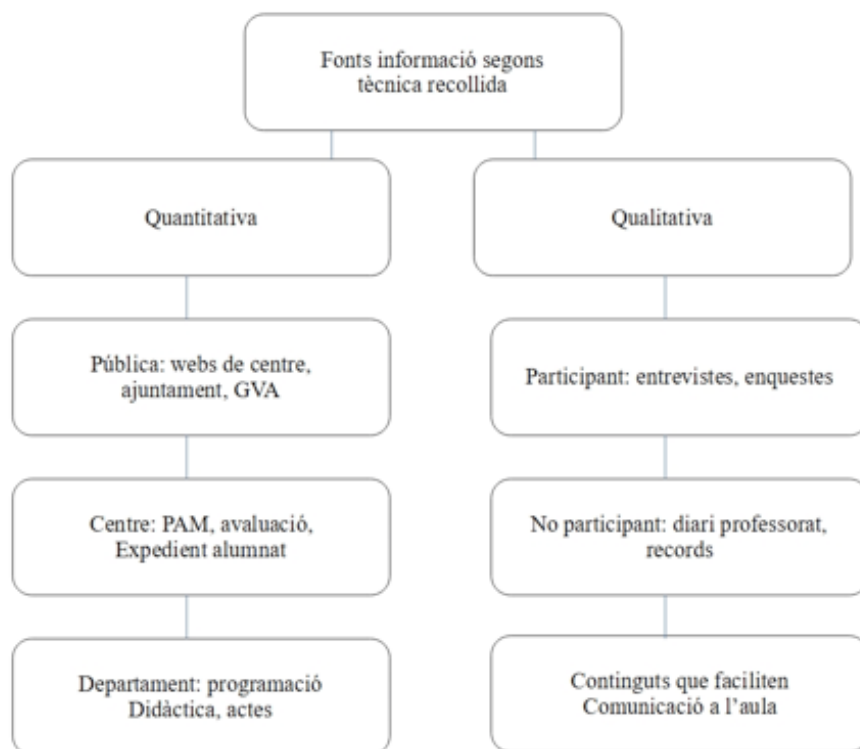 Fonts informació segons
tècnica recollida
Quantitativa
Qualitativa
Pública: webs de centre,
ajuntament, GVA
Participant: entrevistes, enquestes
Centre: PAM, avaluació,
Expedient alumnat
No participant: diari professorat,
records
Departament: programació
Didàctica, actes
Continguts que faciliten
Comunicació a l’aula